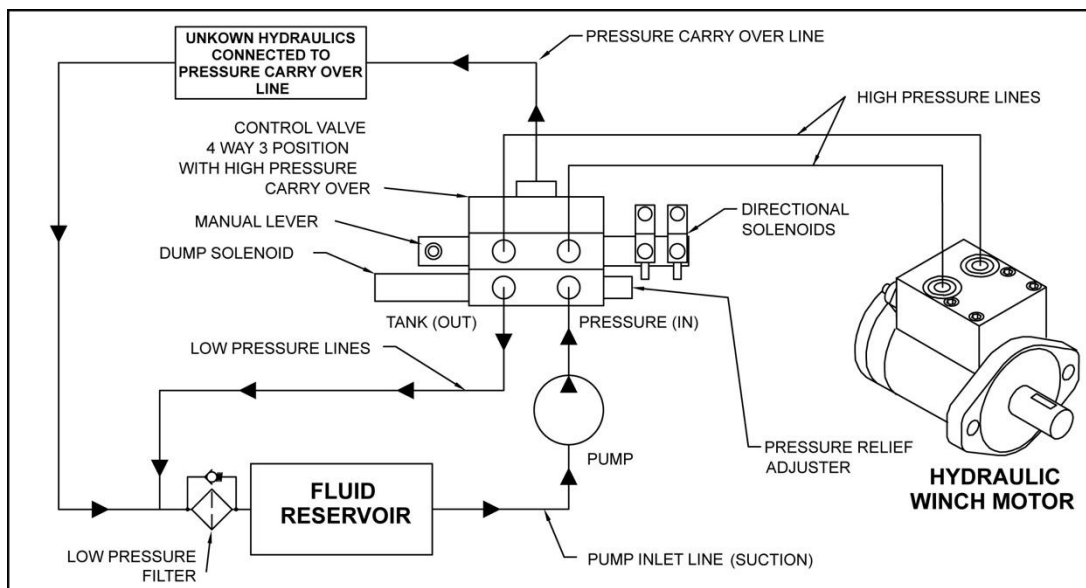 UNKOWN HYDRAULICS
CONNECTED TO
PRESSURE CARRY OVER
LINE
PRESSURE CARRY OVER LINE
HIGH PRESSURE LINES
CONTROL VALVE
4 WAY 3 POSITION
WITH HIGH PRESSURE
CARRY OVER
MANUAL LEVER
DUMP SOLENOID
DIRECTIONAL
SOLENOIDS
TANK (OUT)
PRESSURE (IN)
LOW PRESSURE LINES
PUMP
PRESSURE RELIEF
ADJUSTER
HYDRAULIC
WINCH MOTOR
FLUID
RESERVOIR
LOW PRESSURE
FILTER
PUMP INLET LINE (SUCTION)